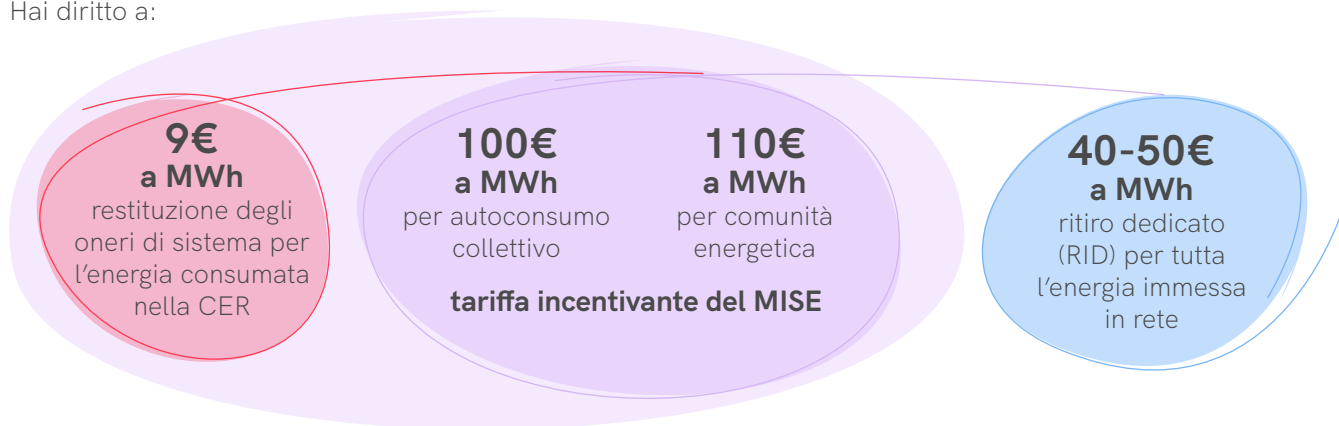 Hai diritto a:
9€
a MWh
restituzione degli
oneri di sistema per
l'energia consumata
nella CER
100€
a MWh
per autoconsumo
collettivo
110€
a MWh
per comunità
energetica
tariffa incentivante del MISE
40-50€
a MWh
ritiro dedicato
(RID) per tutta
l'energia immessa
in rete